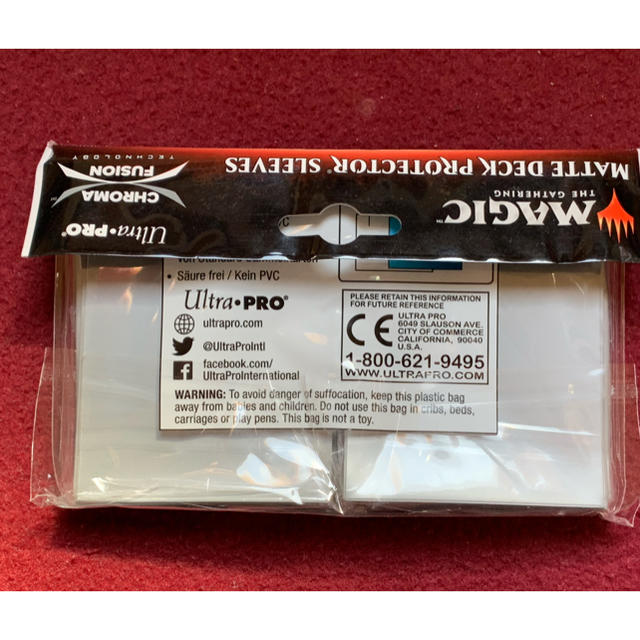 MAGIC™
THE GATHERING
MATTE DECK PROTECTOR® SLEEVES
Ultra•PRO®
CHROMA
FUSION
TECHNOLOGY
• Säure frei / Kein PVC
Ultra•PRO®
ultrapro.com
@UltraProIntl
facebook.com/
UltraProInternational
PLEASE RETAIN THIS INFORMATION
FOR FUTURE REFERENCE
CE
ULTRA PRO
6049 SLAUSON AVE.
CITY OF COMMERCE
CALIFORNIA, 90040
U.S.A.
1-800-621-9495
WWW.ULTRAPRO.COM
WARNING: To avoid danger of suffocation, keep this plastic bag
away from babies and children. Do not use this bag in cribs, beds,
carriages or play pens. This bag is not a toy.